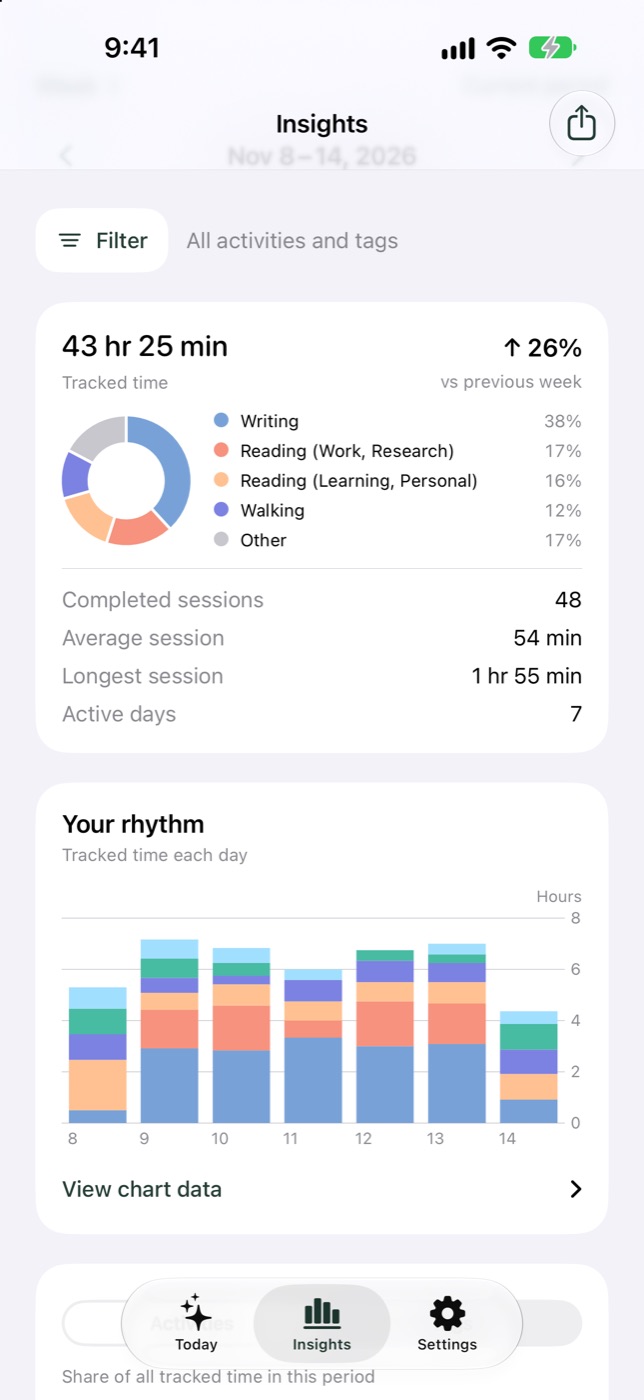 9:41
Insights
Nov 8–14, 2026
Filter
All activities and tags
43 hr 25 min
↑ 26%
Tracked time
vs previous week
Writing 38%
Reading (Work, Research) 17%
Reading (Learning, Personal) 16%
Walking 12%
Other 17%
Completed sessions 48
Average session 54 min
Longest session 1 hr 55 min
Active days 7
Your rhythm
Tracked time each day
Hours
8
6
4
2
0
8 9 10 11 12 13 14
View chart data
Today
Insights
Settings
Share of all tracked time in this period